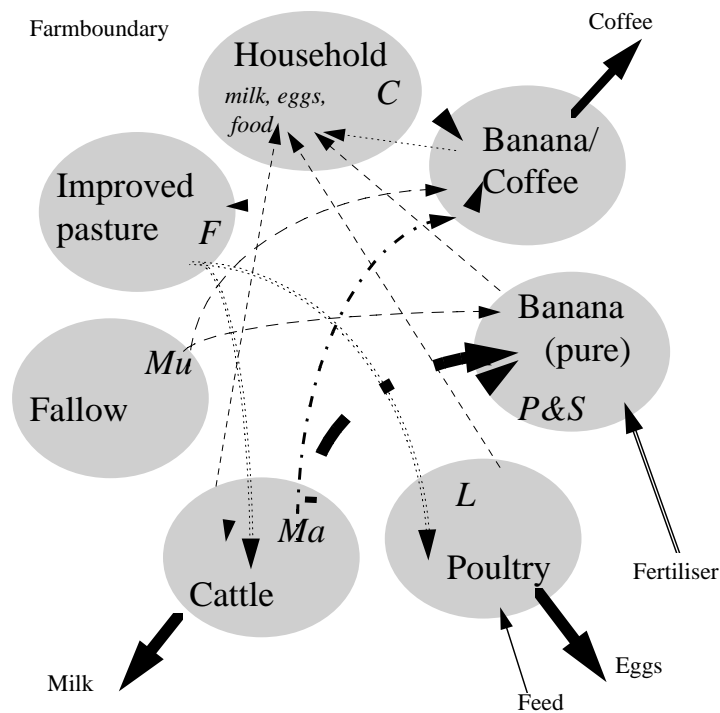 Farmboundary
Coffee
Household
milk, eggs,
food
C
Banana/
Coffee
Improved
pasture
F
Banana
(pure)
P&S
Mu
Fallow
L
Ma
Poultry
Cattle
Fertiliser
Milk
Eggs
Feed